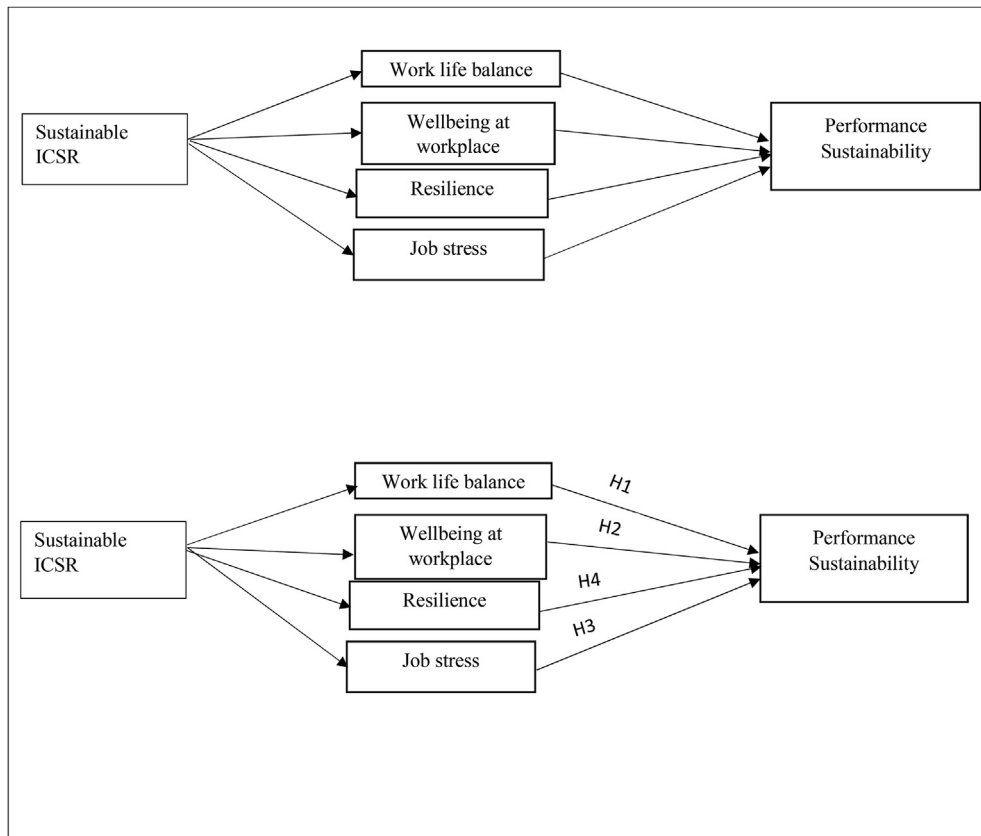 Work life balance
Sustainable
ICSR
Wellbeing at
workplace
Performance
Sustainability
Resilience
Job stress
Work life balance
H1
Sustainable
ICSR
Wellbeing at
workplace
H2
Performance
Sustainability
Resilience
H4
Job stress
H3